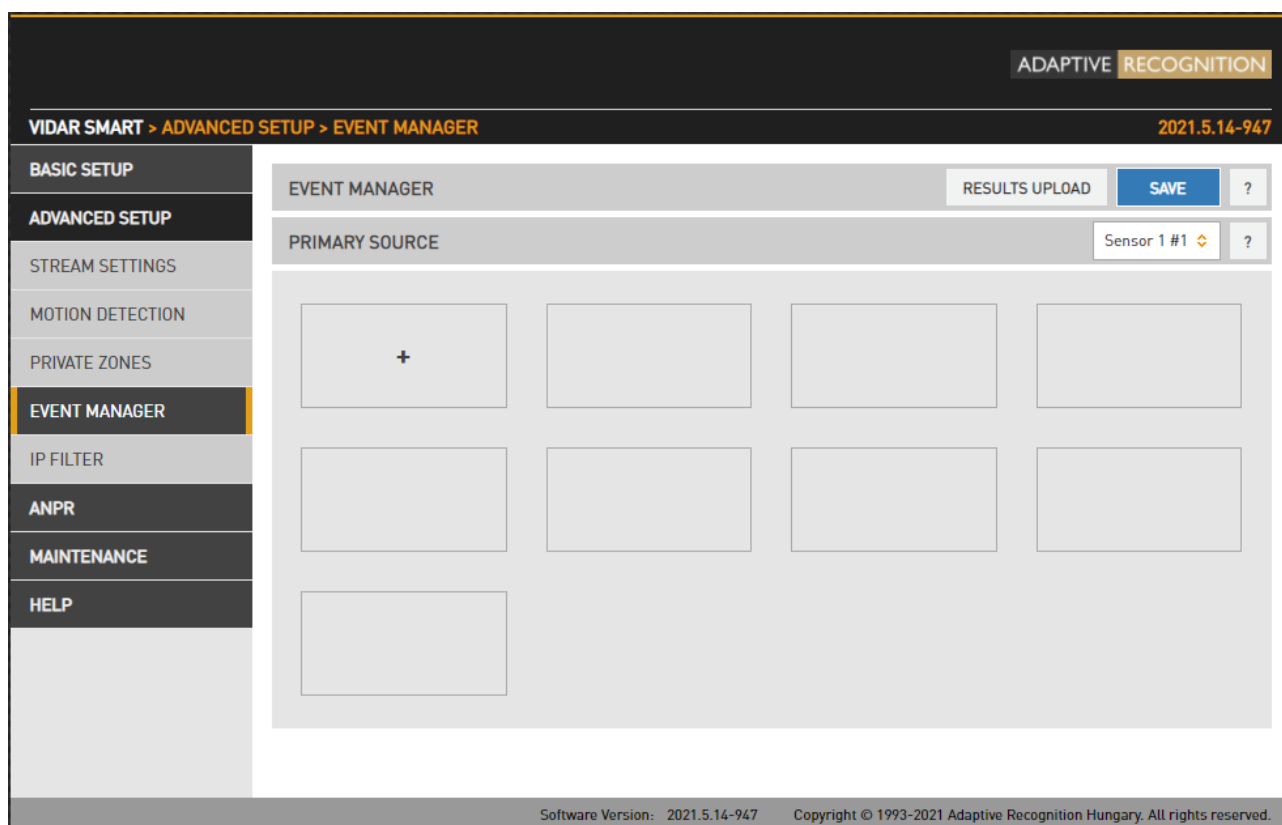 ADAPTIVE RECOGNITION
VIDAR SMART > ADVANCED SETUP > EVENT MANAGER 2021.5.14-947
BASIC SETUP
ADVANCED SETUP
STREAM SETTINGS
MOTION DETECTION
PRIVATE ZONES
EVENT MANAGER
IP FILTER
ANPR
MAINTENANCE
HELP
EVENT MANAGER RESULTS UPLOAD SAVE ?
PRIMARY SOURCE Sensor 1 #1 ?
+
Software Version: 2021.5.14-947 Copyright © 1993-2021 Adaptive Recognition Hungary. All rights reserved.